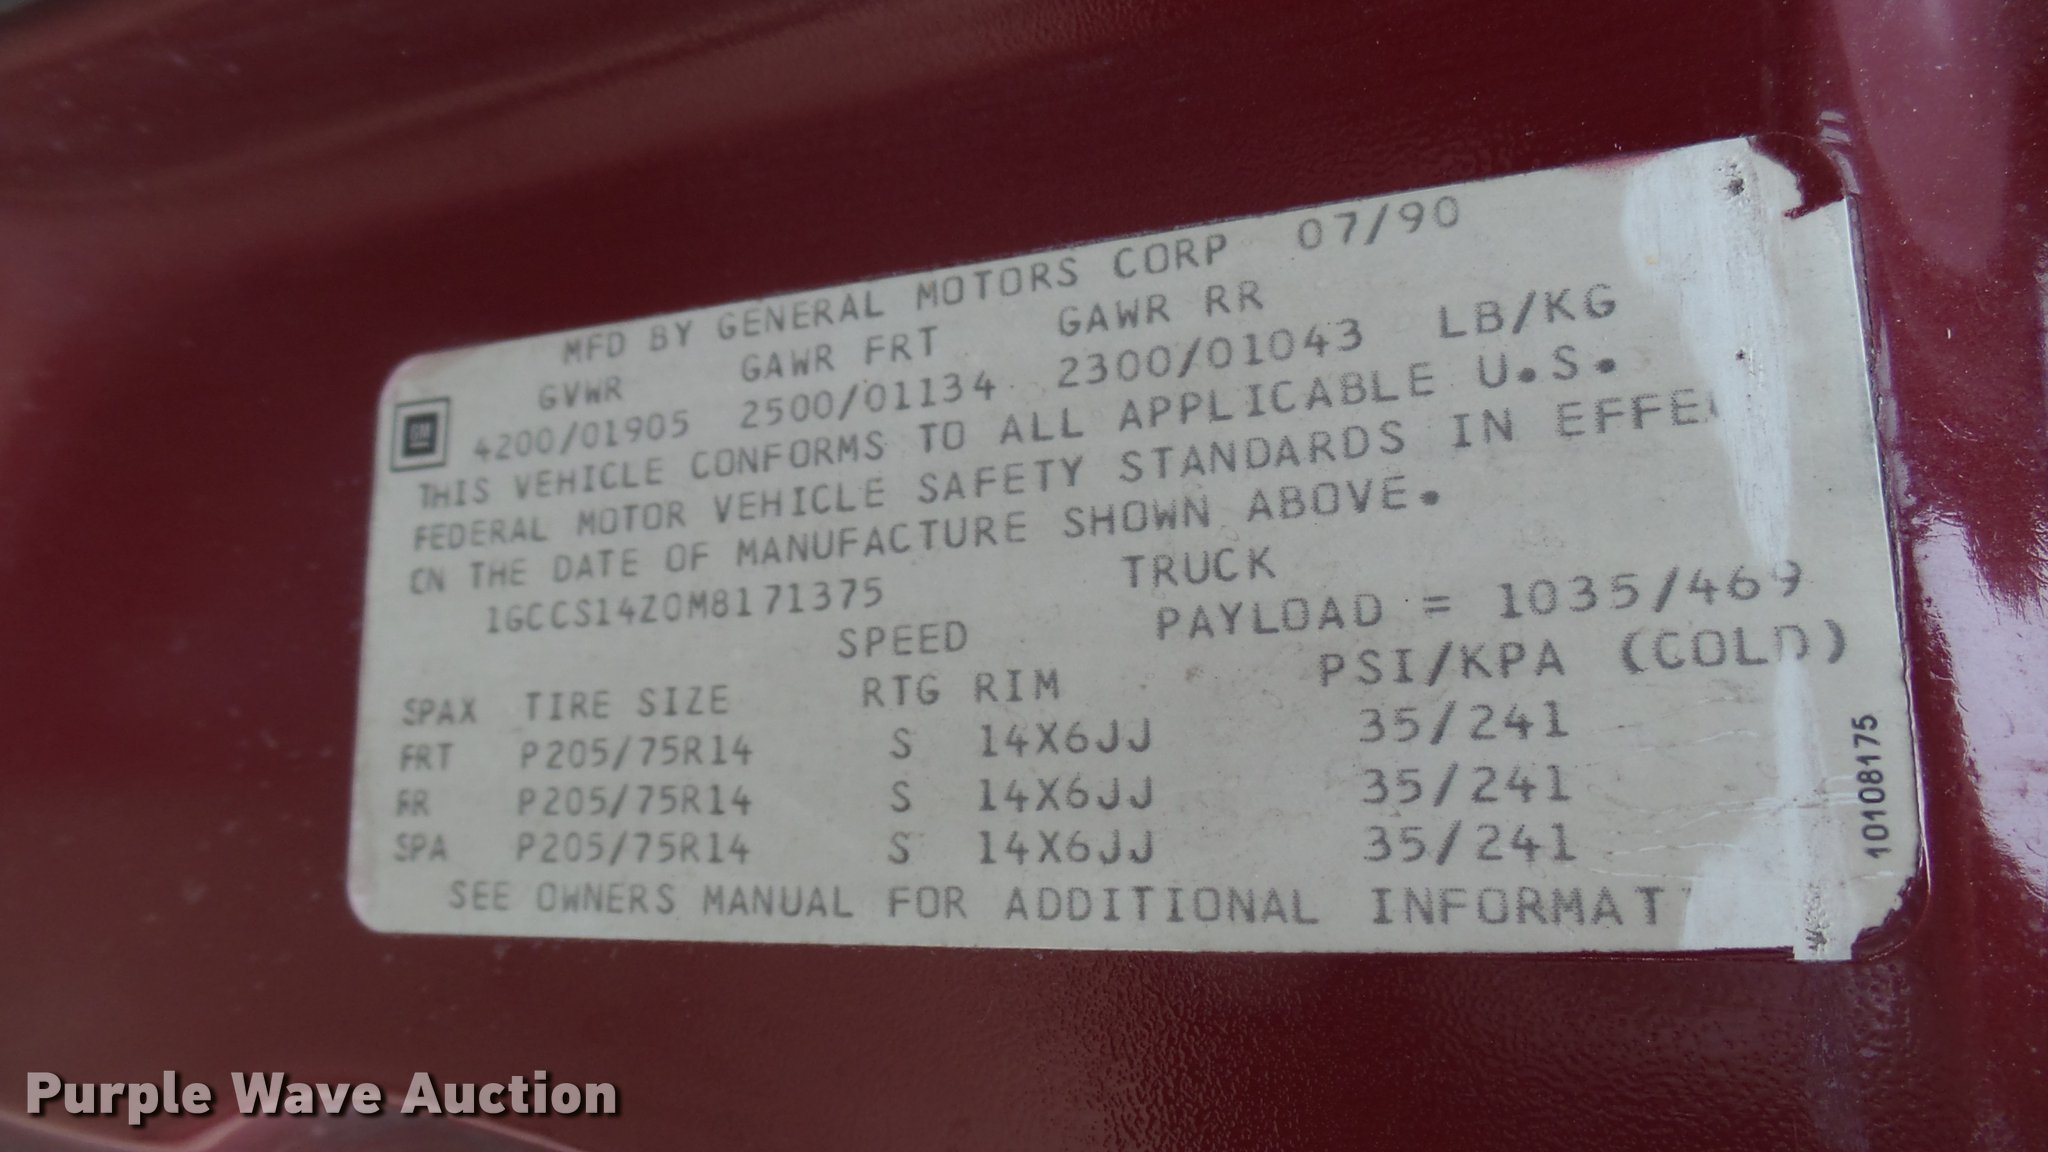 MFD BY GENERAL MOTORS CORP 07/90
GVWR GAWR FRT GAWR RR
GM 4200/01905 2500/01134 2300/01043 LB/KG
THIS VEHICLE CONFORMS TO ALL APPLICABLE U.S.
FEDERAL MOTOR VEHICLE SAFETY STANDARDS IN EFFE
ON THE DATE OF MANUFACTURE SHOWN ABOVE.
1GCCS14Z0M8171375 TRUCK
SPEED PAYLOAD = 1035/469
SPAX TIRE SIZE RTG RIM PSI/KPA (COLD)
FRT P205/75R14 S 14X6JJ 35/241
RR P205/75R14 S 14X6JJ 35/241
SPA P205/75R14 S 14X6JJ 35/241
SEE OWNERS MANUAL FOR ADDITIONAL INFORMAT
10108175
Purple Wave Auction